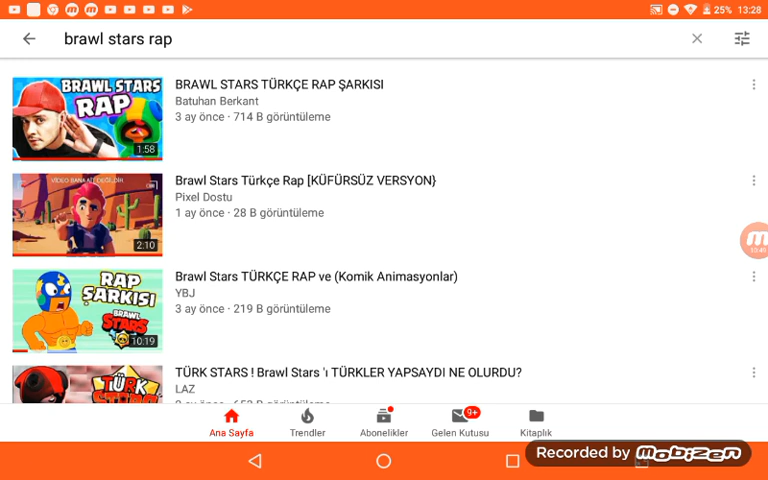 25% 13:28
brawl stars rap
BRAWL STARS RAP
1:58
BRAWL STARS TÜRKÇE RAP ŞARKISI
Batuhan Berkant
3 ay önce · 714 B görüntüleme
2:10
Brawl Stars Türkçe Rap [KÜFÜRSÜZ VERSYON}
Pixel Dostu
1 ay önce · 28 B görüntüleme
RAP ŞARKISI
BRAWL STARS
10:19
Brawl Stars TÜRKÇE RAP ve (Komik Animasyonlar)
YBJ
3 ay önce · 219 B görüntüleme
TÜRK
TÜRK STARS ! Brawl Stars 'ı TÜRKLER YAPSAYDI NE OLURDU?
LAZ
Ana Sayfa
Trendler
Abonelikler
9+
Gelen Kutusu
Kitaplık
Recorded by Mobizen